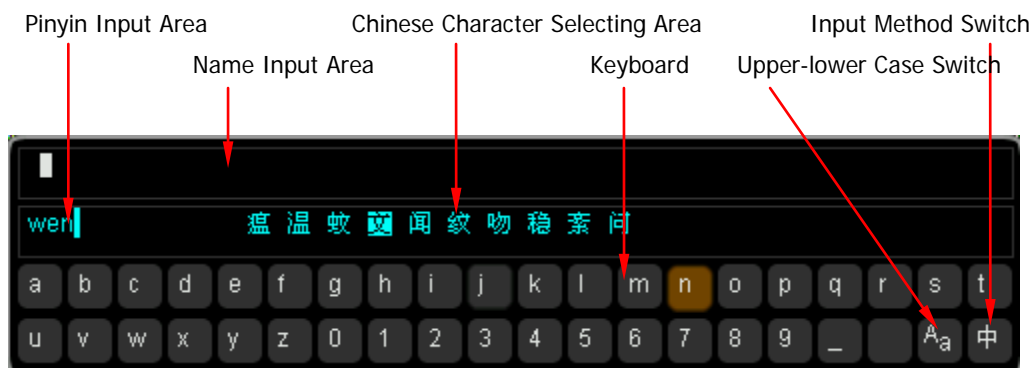 Pinyin Input Area Chinese Character Selecting Area Input Method Switch
Name Input Area Keyboard Upper-lower Case Switch
wen 瘟 温 蚊 文 闻 纹 吻 稳 紊 问
a b c d e f g h i j k l m n o p q r s t
u v w x y z 0 1 2 3 4 5 6 7 8 9 _ Aa 中